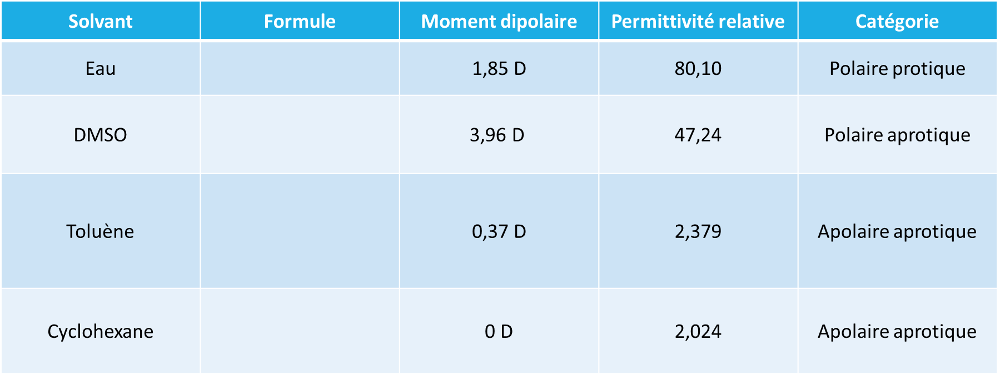 Solvant Formule Moment dipolaire Permittivité relative Catégorie
Eau 1,85 D 80,10 Polaire protique
DMSO 3,96 D 47,24 Polaire aprotique
Toluène 0,37 D 2,379 Apolaire aprotique
Cyclohexane 0 D 2,024 Apolaire aprotique